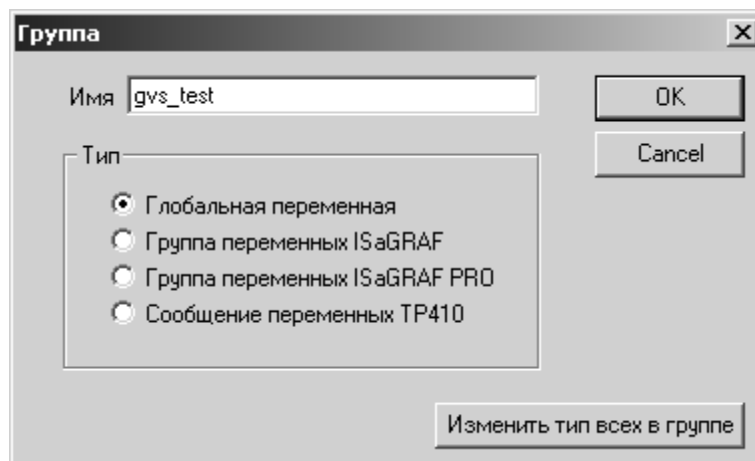 Группа
Имя gvs_test
OK
Cancel
Тип
Глобальная переменная
Группа переменных ISaGRAF
Группа переменных ISaGRAF PRO
Сообщение переменных TP410
Изменить тип всех в группе